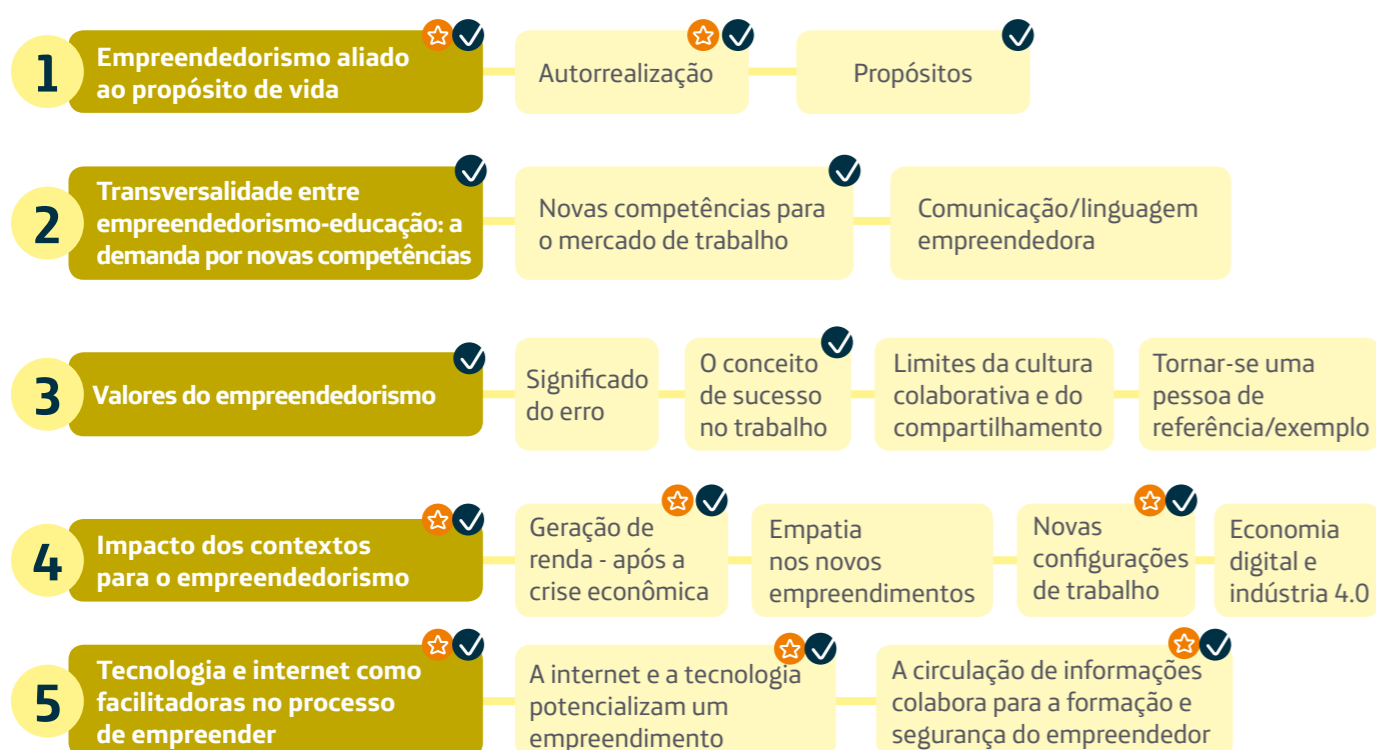 1
Empreendedorismo aliado
ao propósito de vida
Autorrealização
Propósitos
2
Transversalidade entre
empreendedorismo-educação: a
demanda por novas competências
Novas competências para
o mercado de trabalho
Comunicação/linguagem
empreendedora
3
Valores do empreendedorismo
Significado
do erro
O conceito
de sucesso
no trabalho
Limites da cultura
colaborativa e do
compartilhamento
Tornar-se uma
pessoa de
referência/exemplo
4
Impacto dos contextos
para o empreendedorismo
Geração de
renda - após a
crise econômica
Empatia
nos novos
empreendimentos
Novas
configurações
de trabalho
Economia
digital e
indústria 4.0
5
Tecnologia e internet como
facilitadoras no processo
de empreender
A internet e a tecnologia
potencializam um
empreendimento
A circulação de informações
colabora para a formação e
segurança do empreendedor